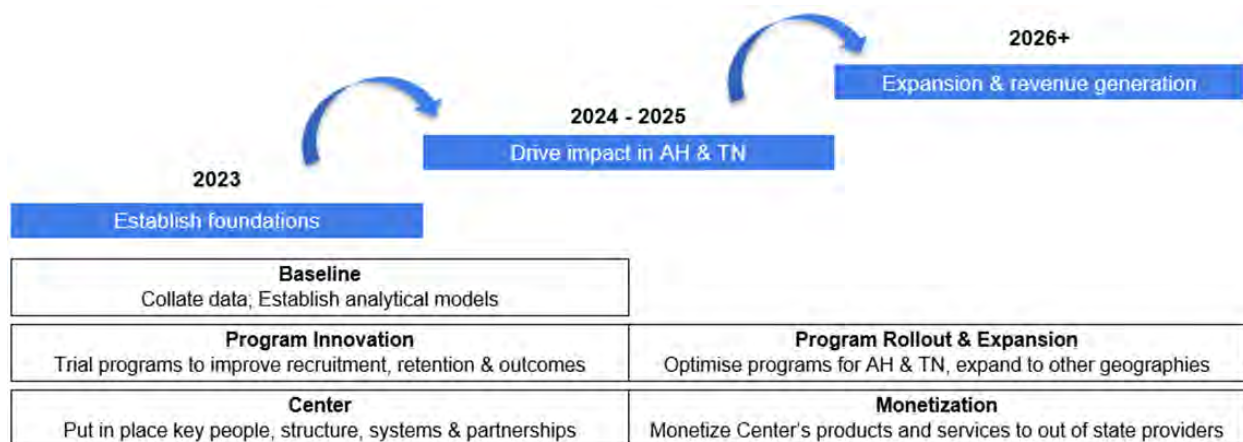 2026+
Expansion & revenue generation
2024 - 2025
Drive impact in AH & TN
2023
Establish foundations
Baseline
Collate data; Establish analytical models
Program Innovation
Trial programs to improve recruitment, retention & outcomes
Program Rollout & Expansion
Optimise programs for AH & TN, expand to other geographies
Center
Put in place key people, structure, systems & partnerships
Monetization
Monetize Center's products and services to out of state providers